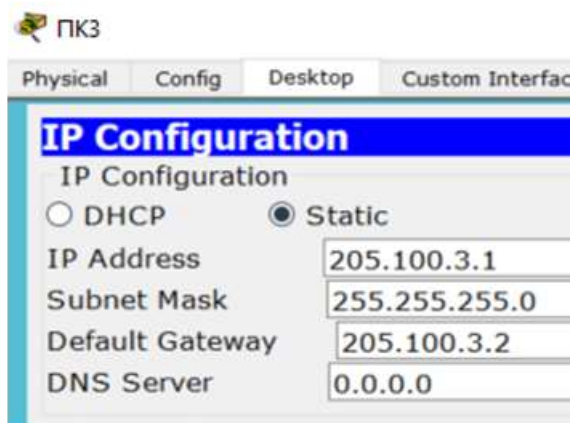 ПК3
Physical Config Desktop Custom Interfac
IP Configuration
IP Configuration
DHCP Static
IP Address 205.100.3.1
Subnet Mask 255.255.255.0
Default Gateway 205.100.3.2
DNS Server 0.0.0.0